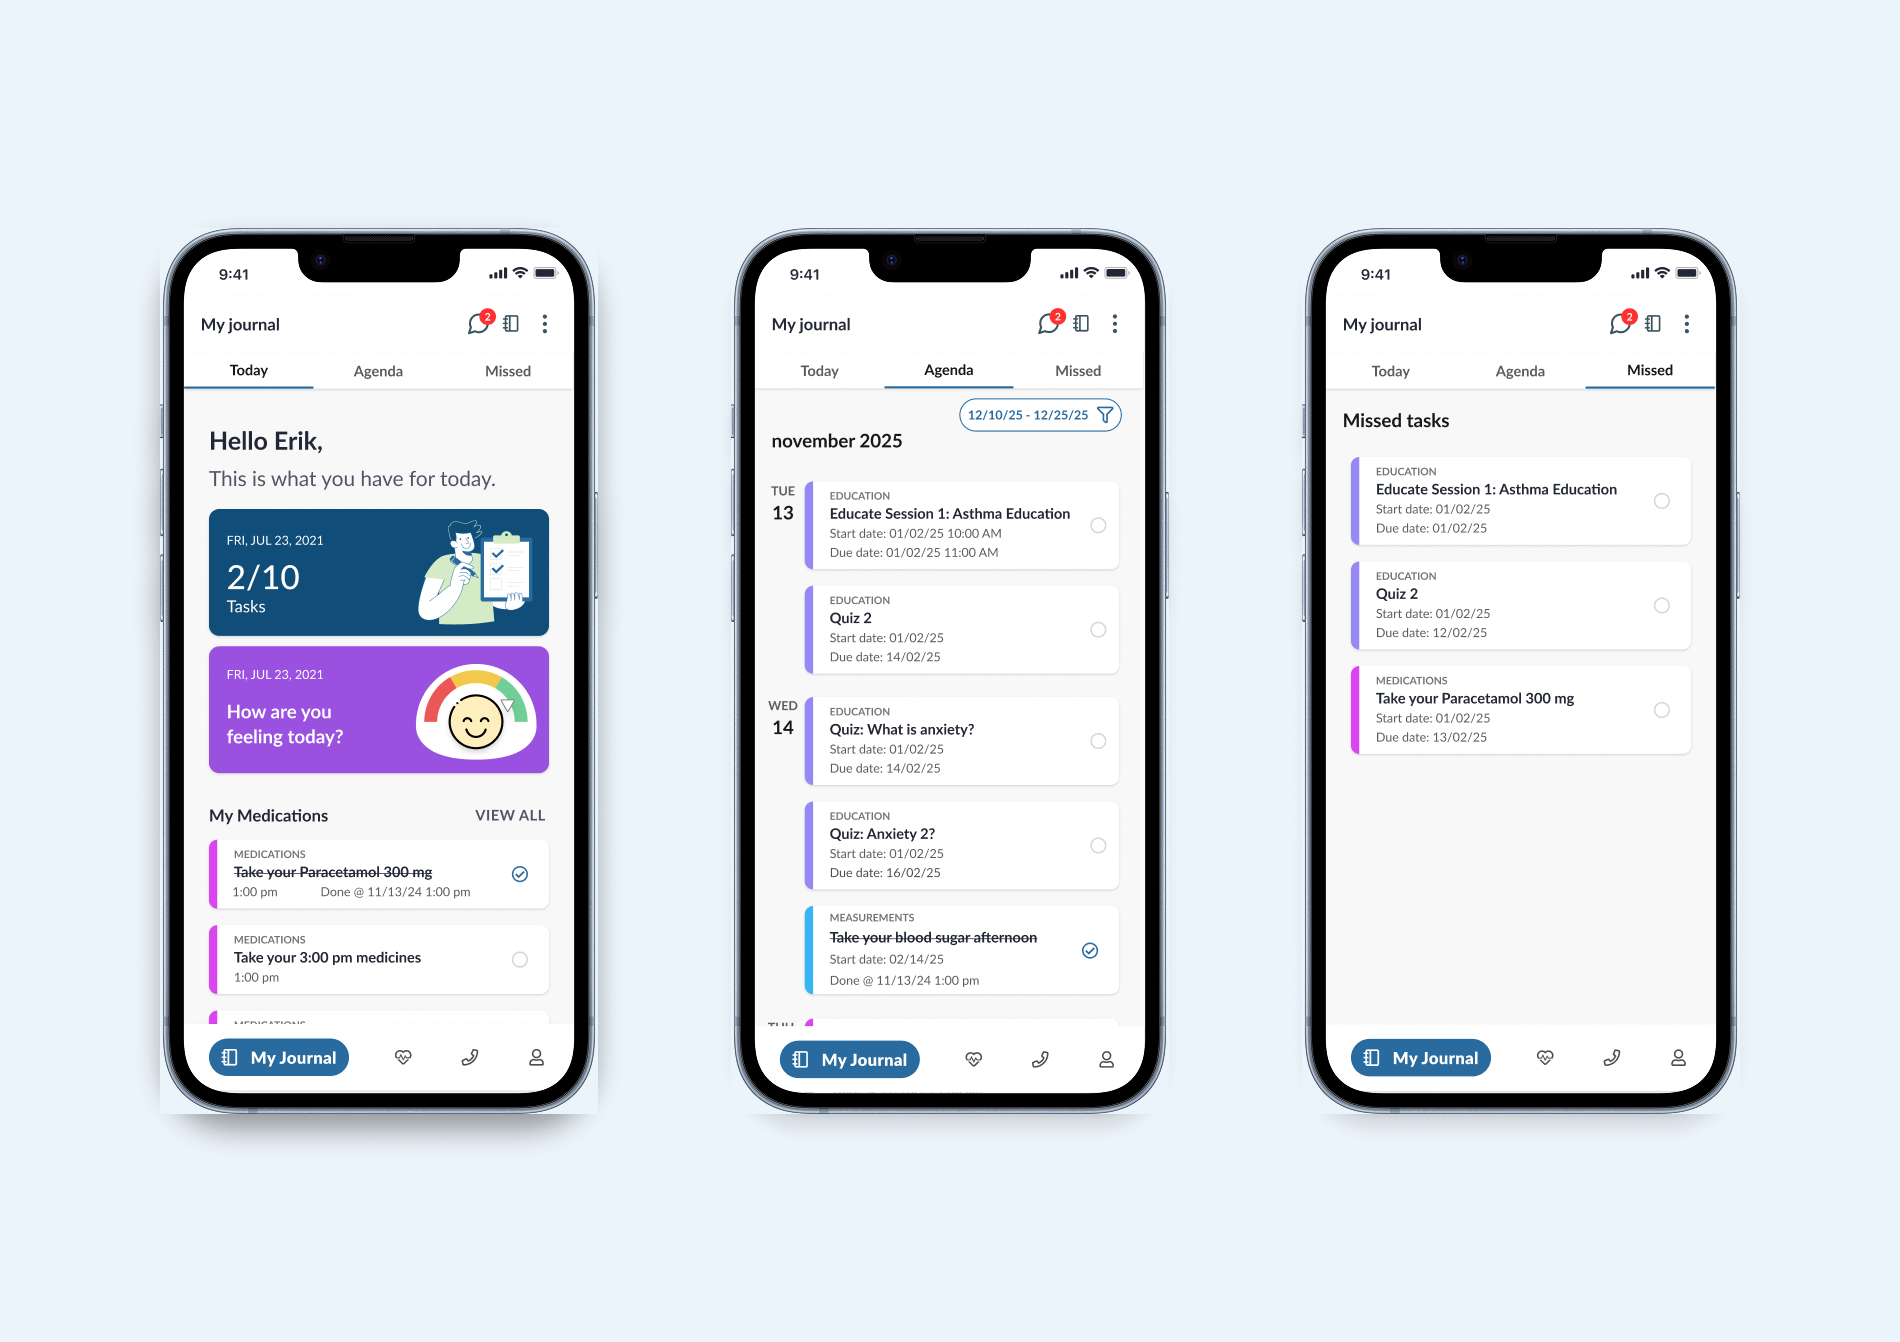 9:41
My journal
2
Today Agenda Missed
Hello Erik,
This is what you have for today.
FRI, JUL 23, 2021
2/10
Tasks
FRI, JUL 23, 2021
How are you
feeling today?
My Medications VIEW ALL
MEDICATIONS
Take your Paracetamol 300 mg
1:00 pm Done @ 11/13/24 1:00 pm
MEDICATIONS
Take your 3:00 pm medicines
1:00 pm
MEDICATIONS
My Journal
9:41
My journal
2
Today Agenda Missed
12/10/25 - 12/25/25
november 2025
TUE
13
EDUCATION
Educate Session 1: Asthma Education
Start date: 01/02/25 10:00 AM
Due date: 01/02/25 11:00 AM
EDUCATION
Quiz 2
Start date: 01/02/25
Due date: 14/02/25
WED
14
EDUCATION
Quiz: What is anxiety?
Start date: 01/02/25
Due date: 14/02/25
EDUCATION
Quiz: Anxiety 2?
Start date: 01/02/25
Due date: 16/02/25
MEASUREMENTS
Take your blood sugar afternoon
Start date: 02/14/25
Done @ 11/13/24 1:00 pm
THU
My Journal
9:41
My journal
2
Today Agenda Missed
Missed tasks
EDUCATION
Educate Session 1: Asthma Education
Start date: 01/02/25
Due date: 01/02/25
EDUCATION
Quiz 2
Start date: 01/02/25
Due date: 12/02/25
MEDICATIONS
Take your Paracetamol 300 mg
Start date: 01/02/25
Due date: 13/02/25
My Journal